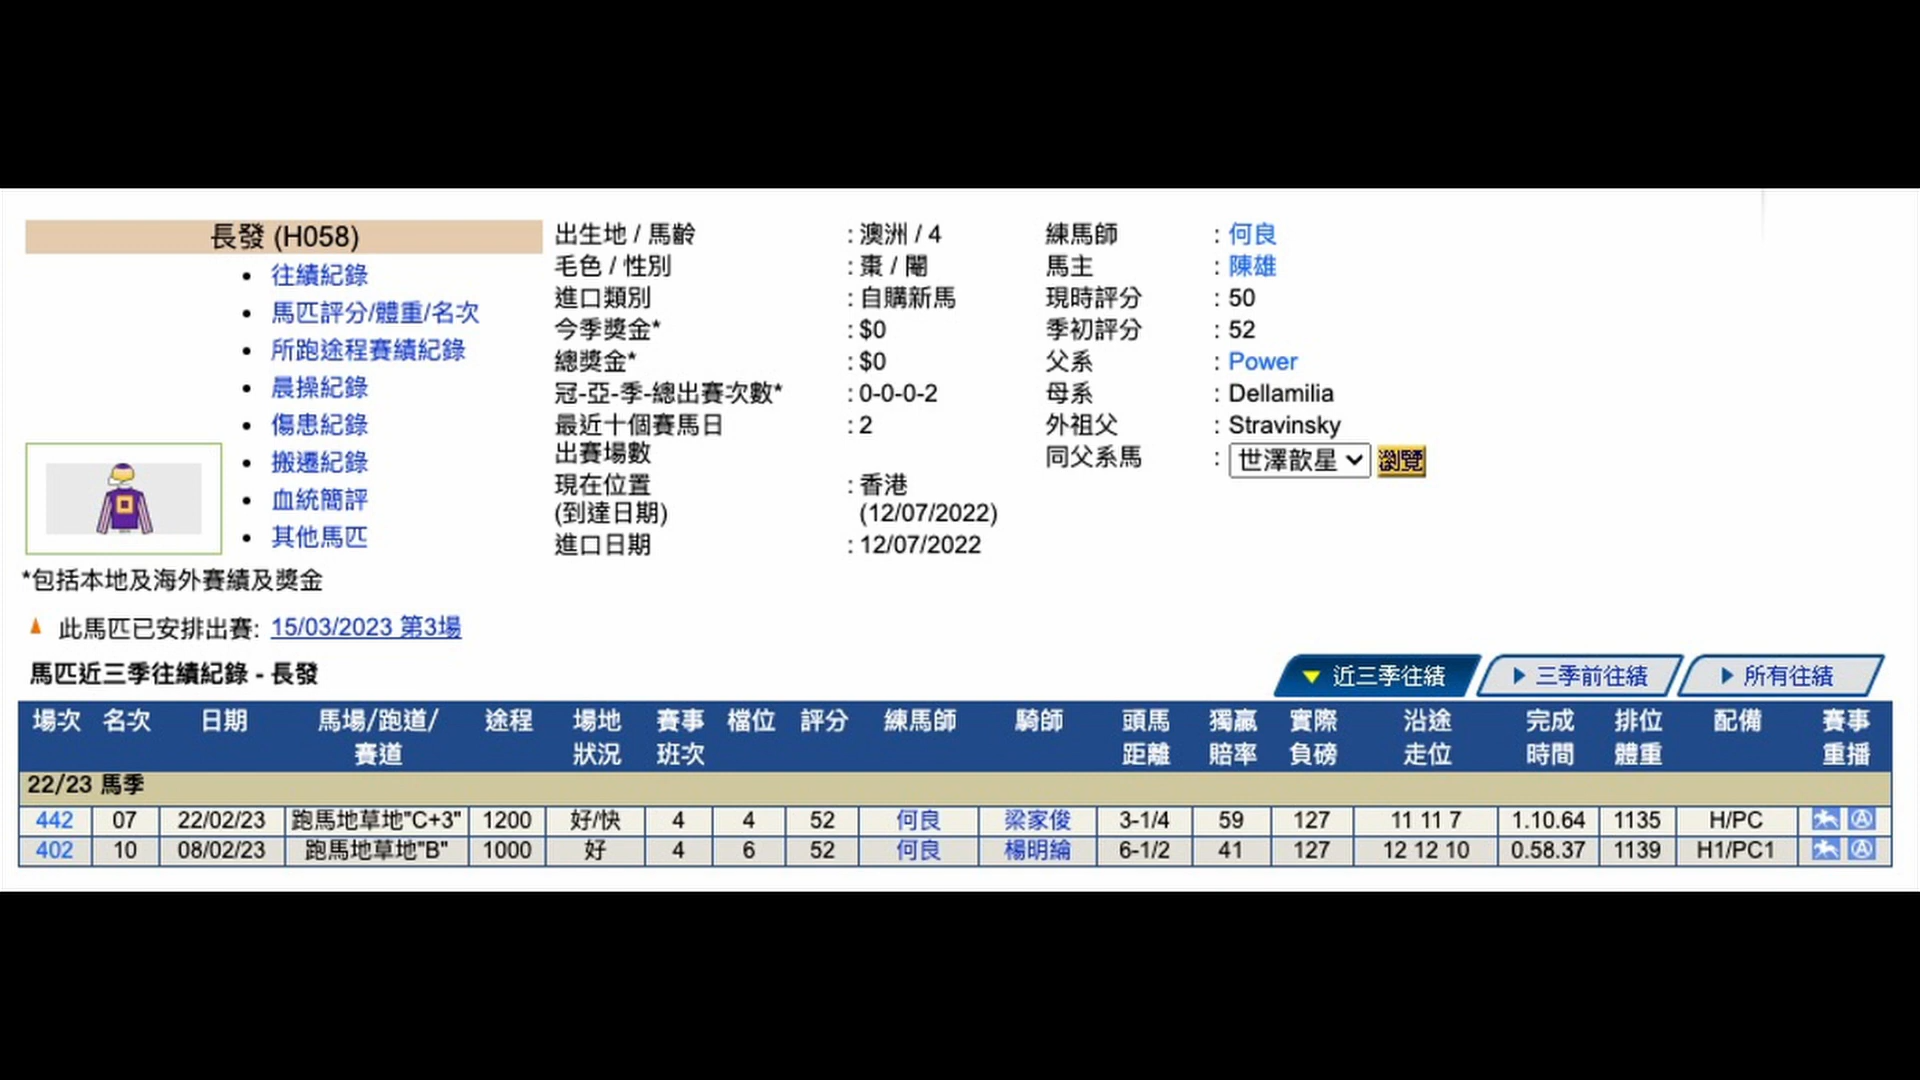 長發 (H058)
• 往績紀錄
• 馬匹評分/體重/名次
• 所跑途程賽績紀錄
• 晨操紀錄
• 傷患紀錄
• 搬遷紀錄
• 血統簡評
• 其他馬匹
出生地 / 馬齡 : 澳洲 / 4
毛色 / 性別 : 棗 / 閹
進口類別 : 自購新馬
今季獎金* : $0
總獎金* : $0
冠-亞-季-總出賽次數* : 0-0-0-2
最近十個賽馬日 : 2
出賽場數
現在位置 : 香港
(到達日期) (12/07/2022)
進口日期 : 12/07/2022
練馬師 : 何良
馬主 : 陳雄
現時評分 : 50
季初評分 : 52
父系 : Power
母系 : Dellamilia
外祖父 : Stravinsky
同父系馬 : 世澤歆星 瀏覽
*包括本地及海外賽績及獎金
此馬匹已安排出賽: 15/03/2023 第3場
馬匹近三季往績紀錄 - 長發
近三季往績 三季前往績 所有往績
場次 名次 日期 馬場/跑道/賽道 途程 場地狀況 賽事班次 檔位 評分 練馬師 騎師 頭馬距離 獨贏賠率 實際負磅 沿途走位 完成時間 排位體重 配備 賽事重播
22/23 馬季
442 07 22/02/23 跑馬地草地"C+3" 1200 好/快 4 4 52 何良 梁家俊 3-1/4 59 127 11 11 7 1.10.64 1135 H/PC
402 10 08/02/23 跑馬地草地"B" 1000 好 4 6 52 何良 楊明綸 6-1/2 41 127 12 12 10 0.58.37 1139 H1/PC1